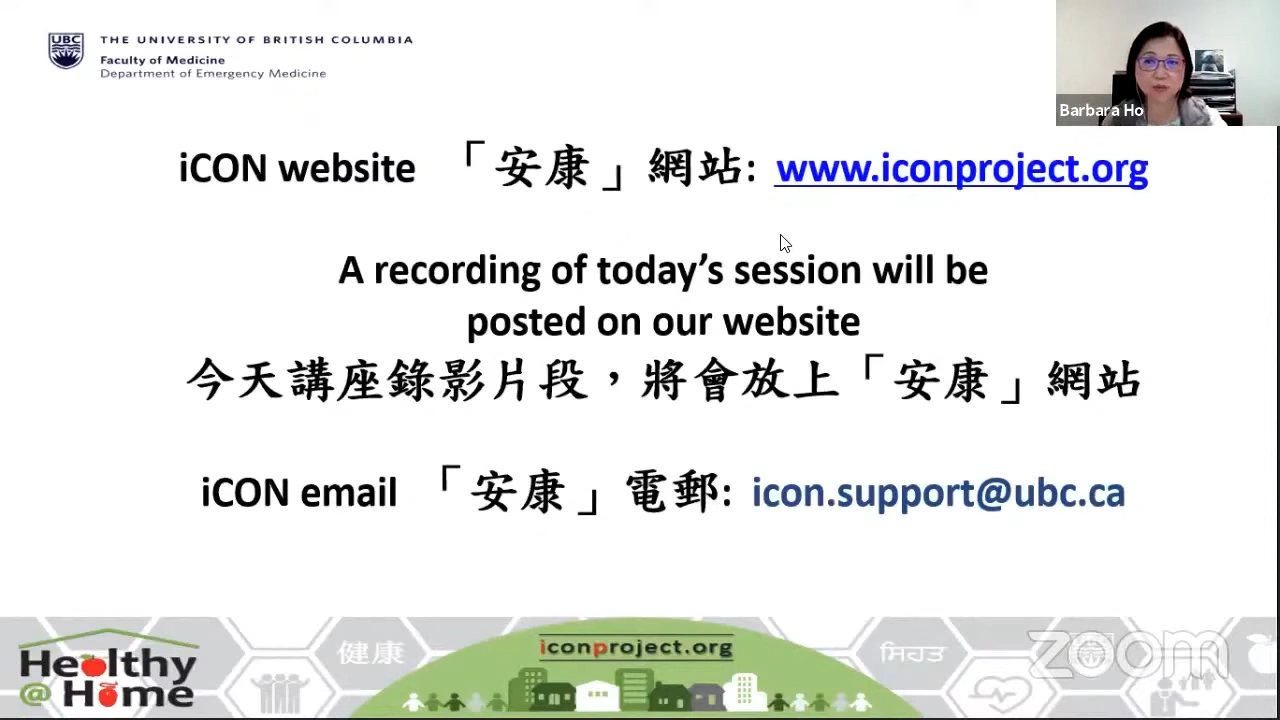 UBC
THE UNIVERSITY OF BRITISH COLUMBIA
Faculty of Medicine
Department of Emergency Medicine
Barbara Ho
iCON website 「安康」網站: www.iconproject.org
A recording of today’s session will be
posted on our website
今天講座錄影片段，將會放上「安康」網站
iCON email 「安康」電郵: icon.support@ubc.ca
健康
iconproject.org
ਸਿਹਤ
zoom
Healthy
@ Home